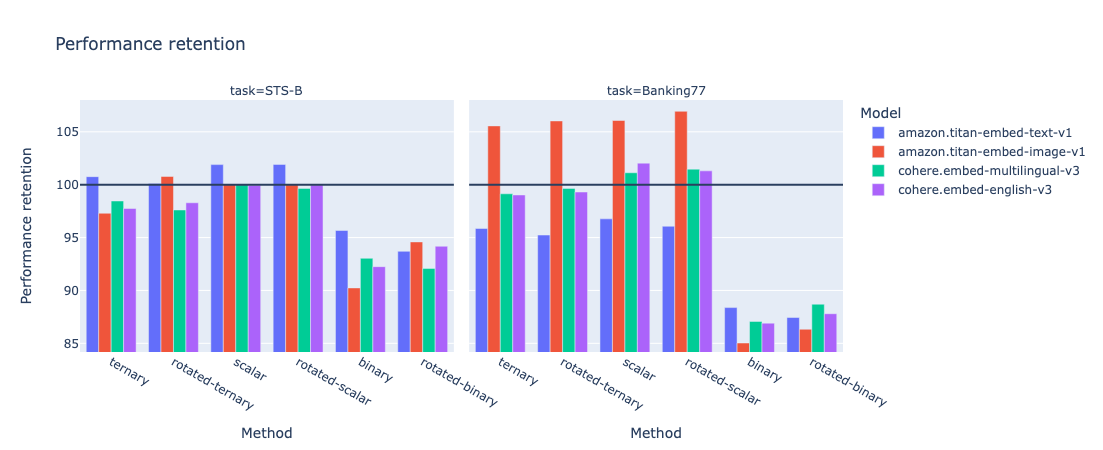 Performance retention
task=STS-B
task=Banking77
Performance retention
105
100
95
90
85
ternary
rotated-ternary
scalar
rotated-scalar
binary
rotated-binary
ternary
rotated-ternary
scalar
rotated-scalar
binary
rotated-binary
Method
Method
Model
amazon.titan-embed-text-v1
amazon.titan-embed-image-v1
cohere.embed-multilingual-v3
cohere.embed-english-v3